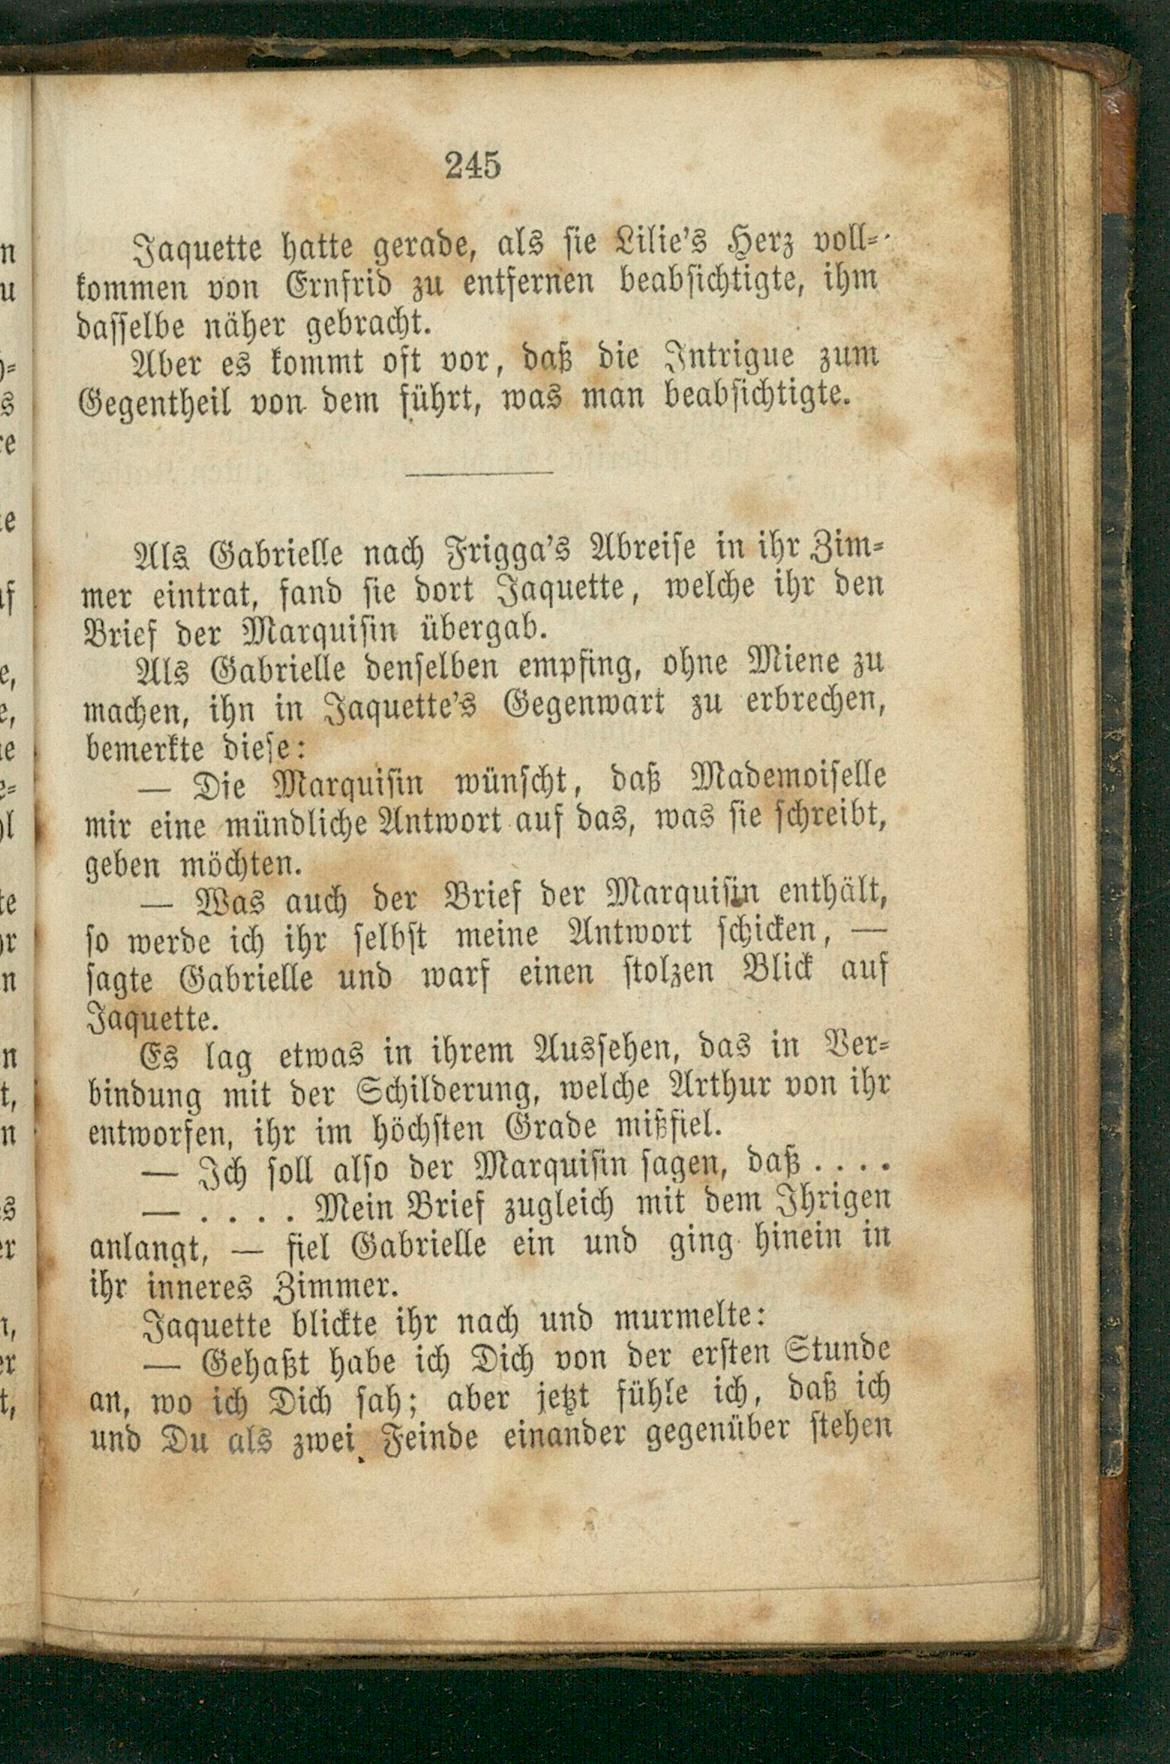 245
Jaquette hatte gerade, als sie Lilie's Herz voll-
kommen von Ernfrid zu entfernen beabsichtigte, ihm
dasselbe näher gebracht.
Aber es kommt oft vor, daß die Intrigue zum
Gegentheil von dem führt, was man beabsichtigte.
Als Gabrielle nach Frigga's Abreise in ihr Zim-
mer eintrat, fand sie dort Jaquette, welche ihr den
Brief der Marquisin übergab.
Als Gabrielle denselben empfing, ohne Miene zu
machen, ihn in Jaquette's Gegenwart zu erbrechen,
bemerkte diese:
— Die Marquisin wünscht, daß Mademoiselle
mir eine mündliche Antwort auf das, was sie schreibt,
geben möchten.
— Was auch der Brief der Marquisin enthält,
so werde ich ihr selbst meine Antwort schicken, —
sagte Gabrielle und warf einen stolzen Blick auf
Jaquette.
Es lag etwas in ihrem Aussehen, das in Ver-
bindung mit der Schilderung, welche Arthur von ihr
entworfen, ihr im höchsten Grade mißfiel.
— Ich soll also der Marquisin sagen, daß . . . .
— . . . . Mein Brief zugleich mit dem Ihrigen
anlangt, — fiel Gabrielle ein und ging hinein in
ihr inneres Zimmer.
Jaquette blickte ihr nach und murmelte:
— Gehaßt habe ich Dich von der ersten Stunde
an, wo ich Dich sah; aber jetzt fühle ich, daß ich
und Du als zwei Feinde einander gegenüber stehen